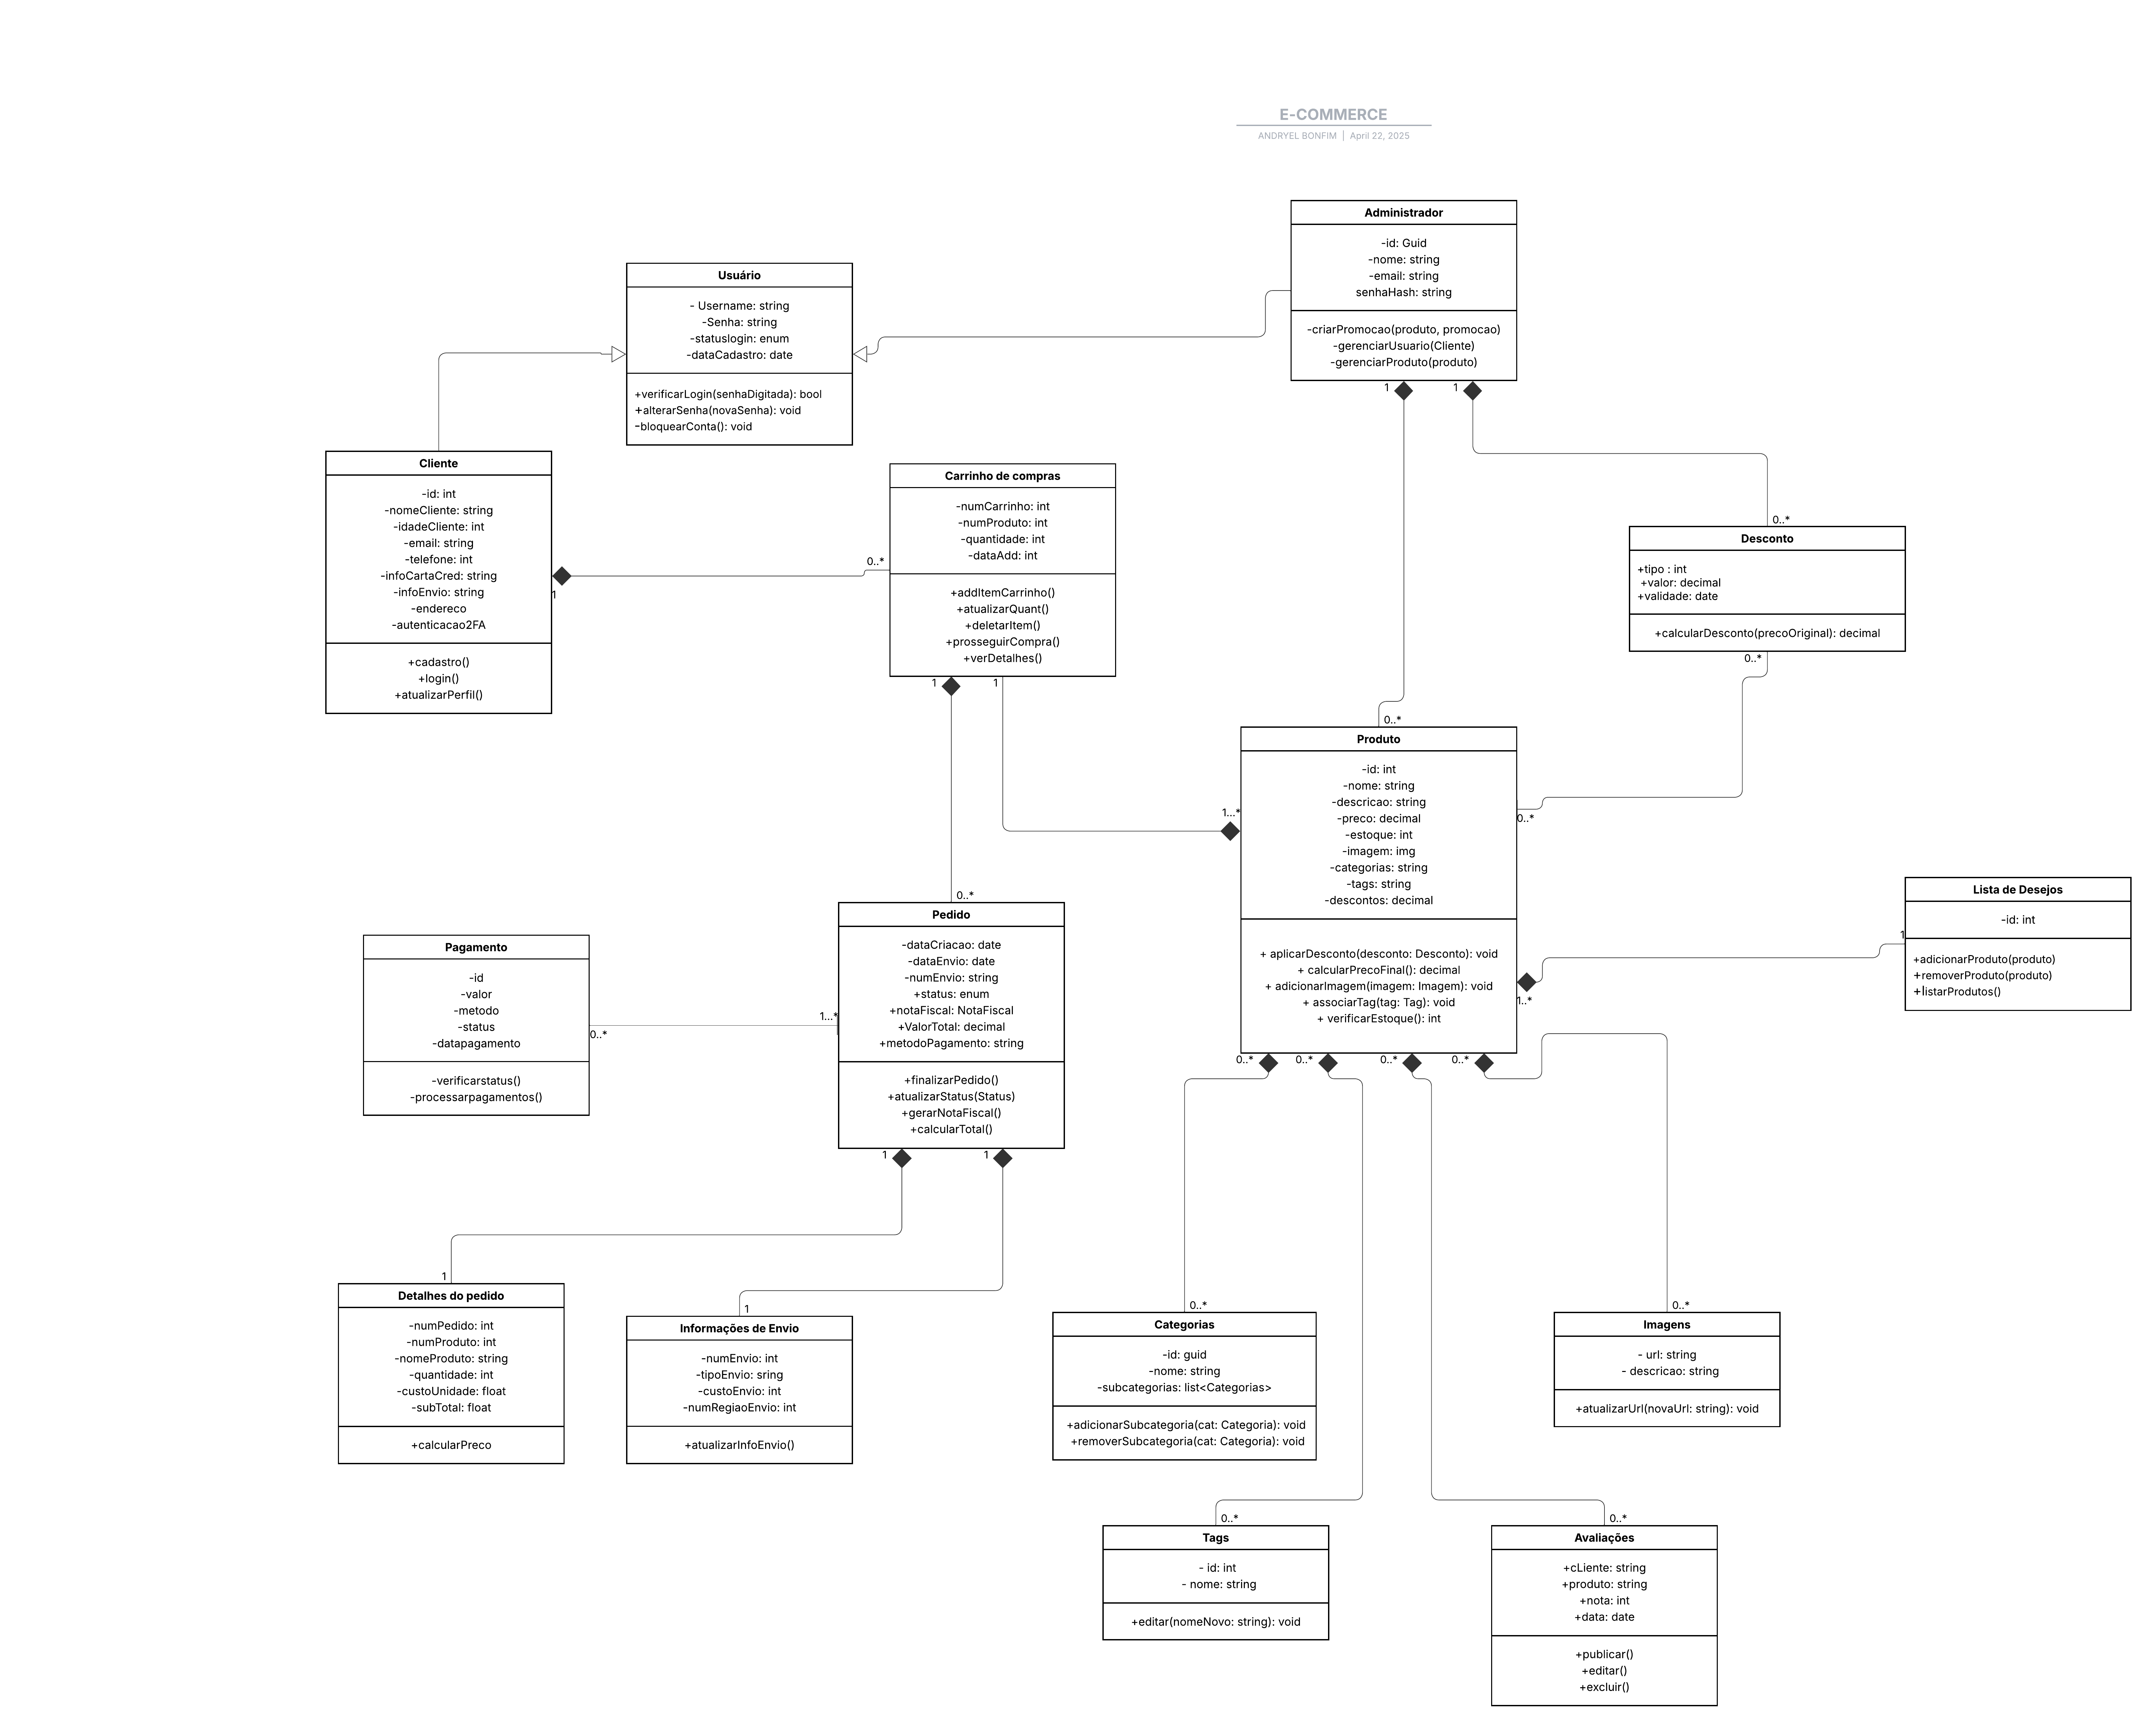 E-COMMERCE
ANDRYEL BONFIM | April 22, 2025
Administrador
-id: Guid
-nome: string
-email: string
senhaHash: string
-criarPromocao(produto, promocao)
-gerenciarUsuario(Cliente)
-gerenciarProduto(produto)
1
1
Usuário
- Username: string
-Senha: string
-statuslogin: enum
-dataCadastro: date
+verificarLogin(senhaDigitada): bool
+alterarSenha(novaSenha): void
-bloquearConta(): void
Cliente
-id: int
-nomeCliente: string
-idadeCliente: int
-email: string
-telefone: int
-infoCartaCred: string
-infoEnvio: string
-endereco
-autenticacao2FA
+cadastro()
+login()
+atualizarPerfil()
1
0..*
Carrinho de compras
-numCarrinho: int
-numProduto: int
-quantidade: int
-dataAdd: int
+addItemCarrinho()
+atualizarQuant()
+deletarItem()
+prosseguirCompra()
+verDetalhes()
1
1
0..*
Desconto
+tipo : int
+valor: decimal
+validade: date
+calcularDesconto(precoOriginal): decimal
0..*
0..*
Produto
-id: int
-nome: string
-descricao: string
-preco: decimal
-estoque: int
-imagem: img
-categorias: string
-tags: string
-descontos: decimal
+ aplicarDesconto(desconto: Desconto): void
+ calcularPrecoFinal(): decimal
+ adicionarImagem(imagem: Imagem): void
+ associarTag(tag: Tag): void
+ verificarEstoque(): int
1...*
0..*
1..*
0..*
0..*
0..*
0..*
Lista de Desejos
-id: int
+adicionarProduto(produto)
+removerProduto(produto)
+listarProdutos()
1
0..*
Pedido
-dataCriacao: date
-dataEnvio: date
-numEnvio: string
+status: enum
+notaFiscal: NotaFiscal
+ValorTotal: decimal
+metodoPagamento: string
+finalizarPedido()
+atualizarStatus(Status)
+gerarNotaFiscal()
+calcularTotal()
1...*
1
1
Pagamento
-id
-valor
-metodo
-status
-datapagamento
-verificarstatus()
-processarpagamentos()
0..*
1
Detalhes do pedido
-numPedido: int
-numProduto: int
-nomeProduto: string
-quantidade: int
-custoUnidade: float
-subTotal: float
+calcularPreco
1
Informações de Envio
-numEnvio: int
-tipoEnvio: sring
-custoEnvio: int
-numRegiaoEnvio: int
+atualizarInfoEnvio()
0..*
Categorias
-id: guid
-nome: string
-subcategorias: list<Categorias>
+adicionarSubcategoria(cat: Categoria): void
+removerSubcategoria(cat: Categoria): void
0..*
Imagens
- url: string
- descricao: string
+atualizarUrl(novaUrl: string): void
0..*
Tags
- id: int
- nome: string
+editar(nomeNovo: string): void
0..*
Avaliações
+cLiente: string
+produto: string
+nota: int
+data: date
+publicar()
+editar()
+excluir()